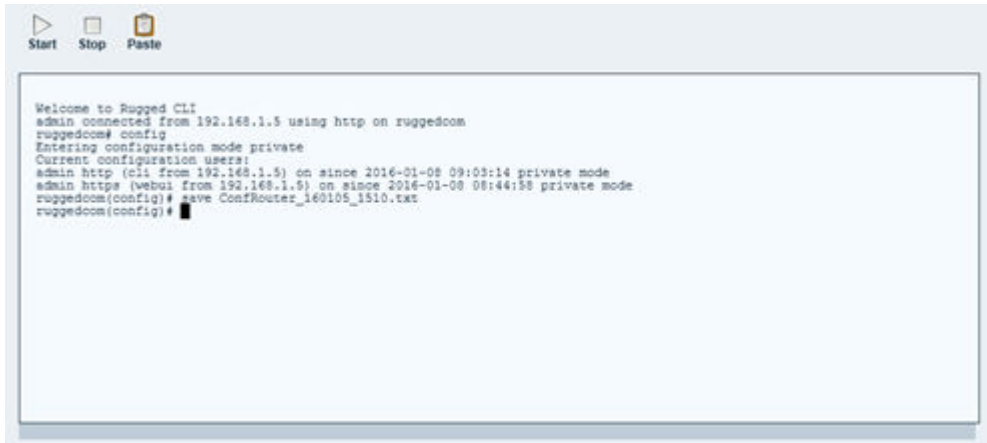 Start Stop Paste
Welcome to Rugged CLI
admin connected from 192.168.1.5 using http on ruggedcom
ruggedcom# config
Entering configuration mode private
Current configuration users:
admin http (cli from 192.168.1.5) on since 2016-01-08 09:03:14 private mode
admin https (webui from 192.168.1.5) on since 2016-01-08 08:44:58 private mode
ruggedcom(config)# save ConfRouter_160105_1510.txt
ruggedcom(config)#